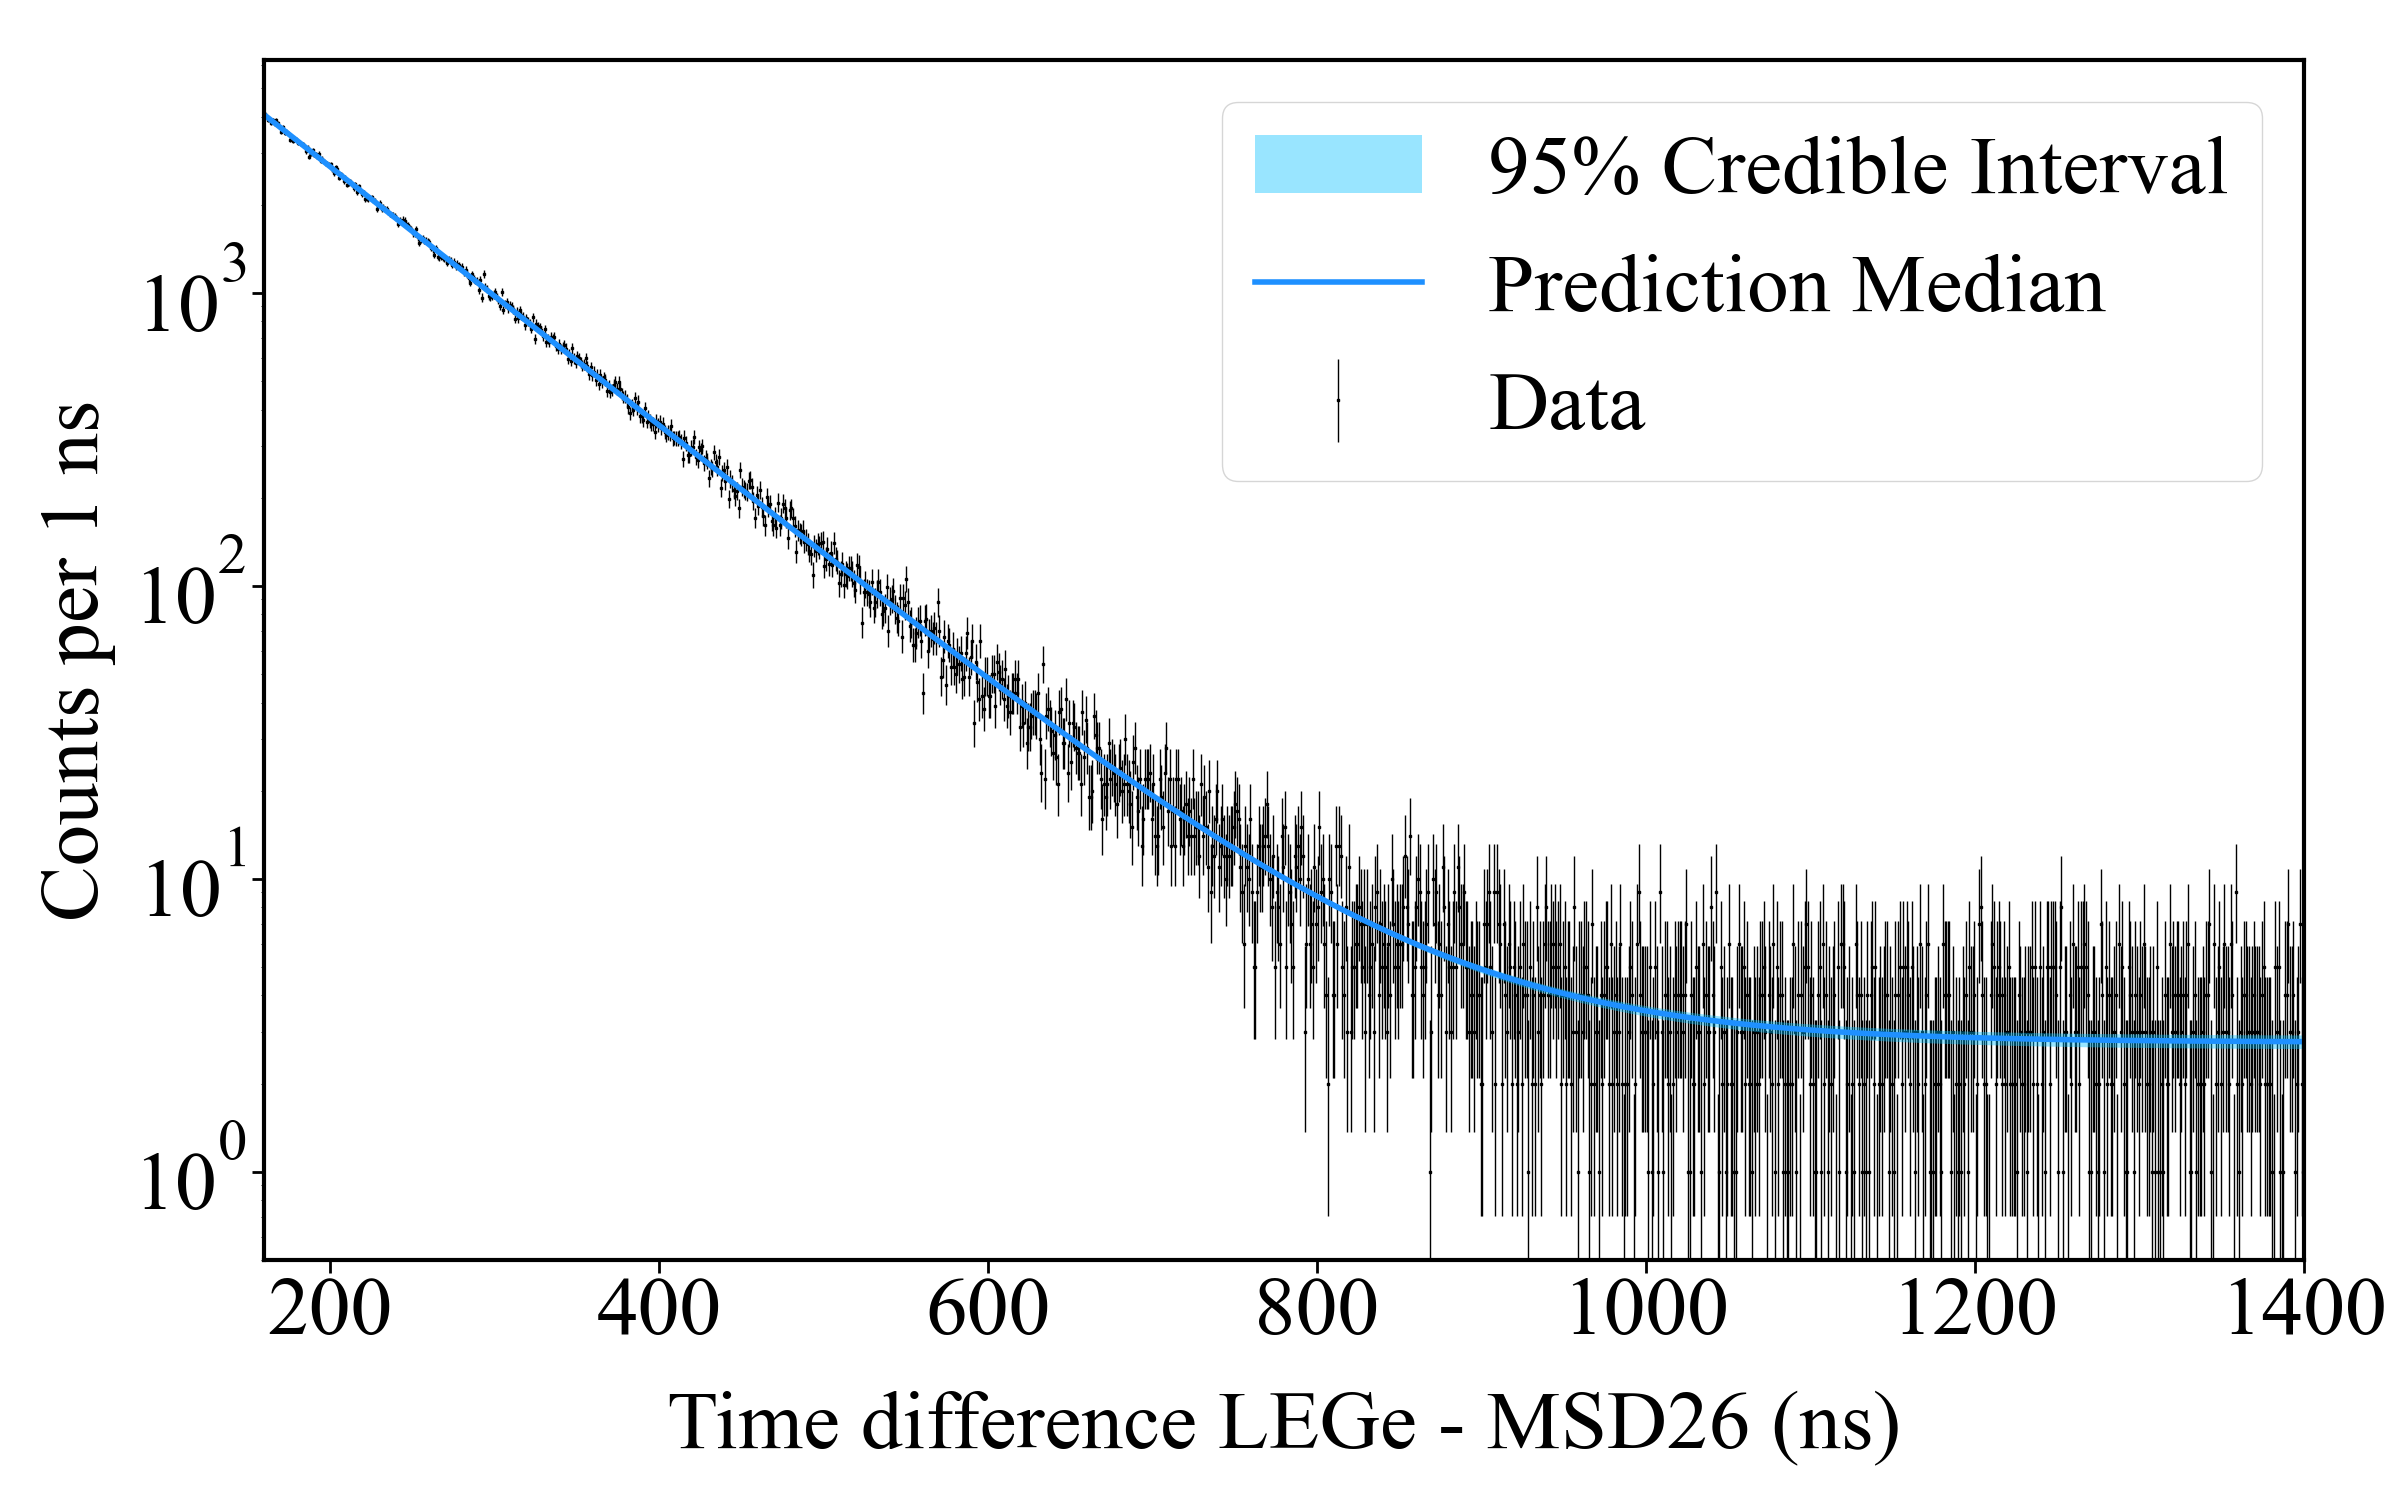 95% Credible Interval
Prediction Median
Data
Counts per 1 ns
10^3
10^2
10^1
10^0
200 400 600 800 1000 1200 1400
Time difference LEGe - MSD26 (ns)